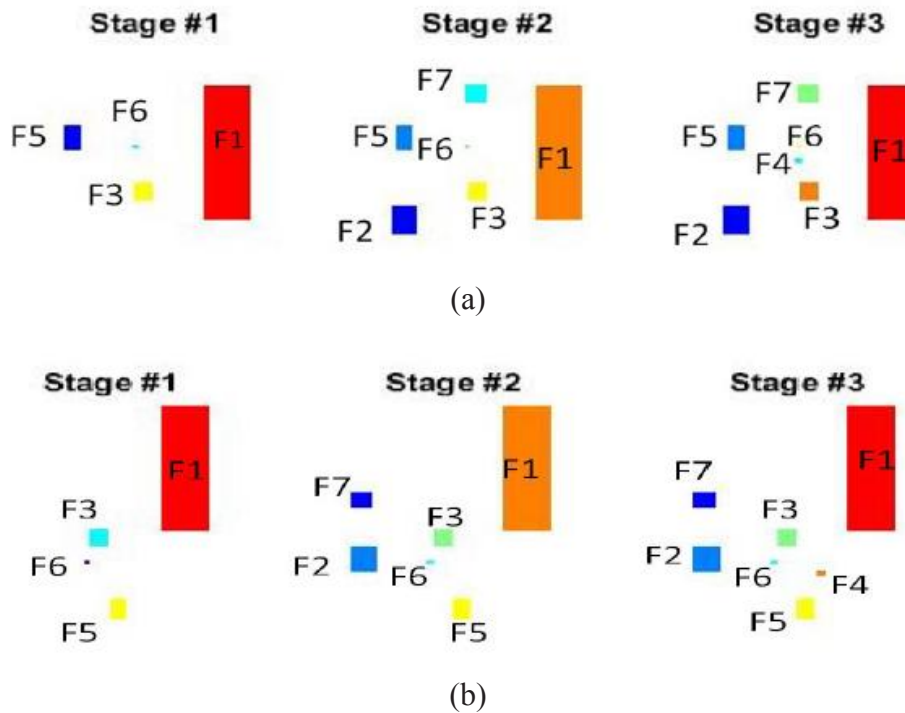 Stage #1 Stage #2 Stage #3
F7 F7
F6
F5 F1 F5 F6 F1 F5 F6 F1
F4
F3 F3 F3
F2 F2
(a)
Stage #1 Stage #2 Stage #3
F1 F1 F1
F7 F7
F3 F3 F3
F6 F2 F6 F2 F6 F4
F5 F5 F5
(b)